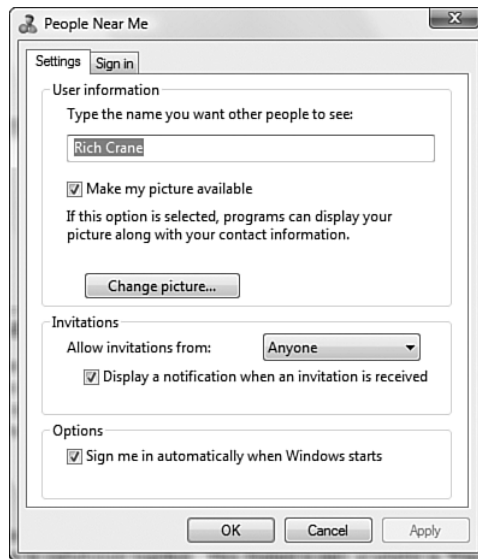 People Near Me
Settings
Sign in
User information
Type the name you want other people to see:
Rich Crane
Make my picture available
If this option is selected, programs can display your
picture along with your contact information.
Change picture...
Invitations
Allow invitations from:
Anyone
Display a notification when an invitation is received
Options
Sign me in automatically when Windows starts
OK
Cancel
Apply